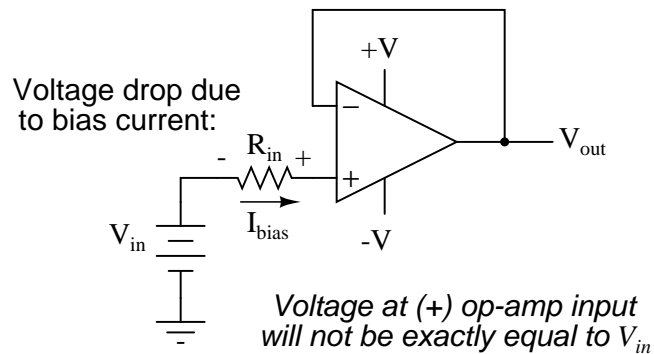 +V
Voltage drop due
to bias current:
−
- R_in +
+
V_out
I_bias
V_in
-V
Voltage at (+) op-amp input
will not be exactly equal to V_in